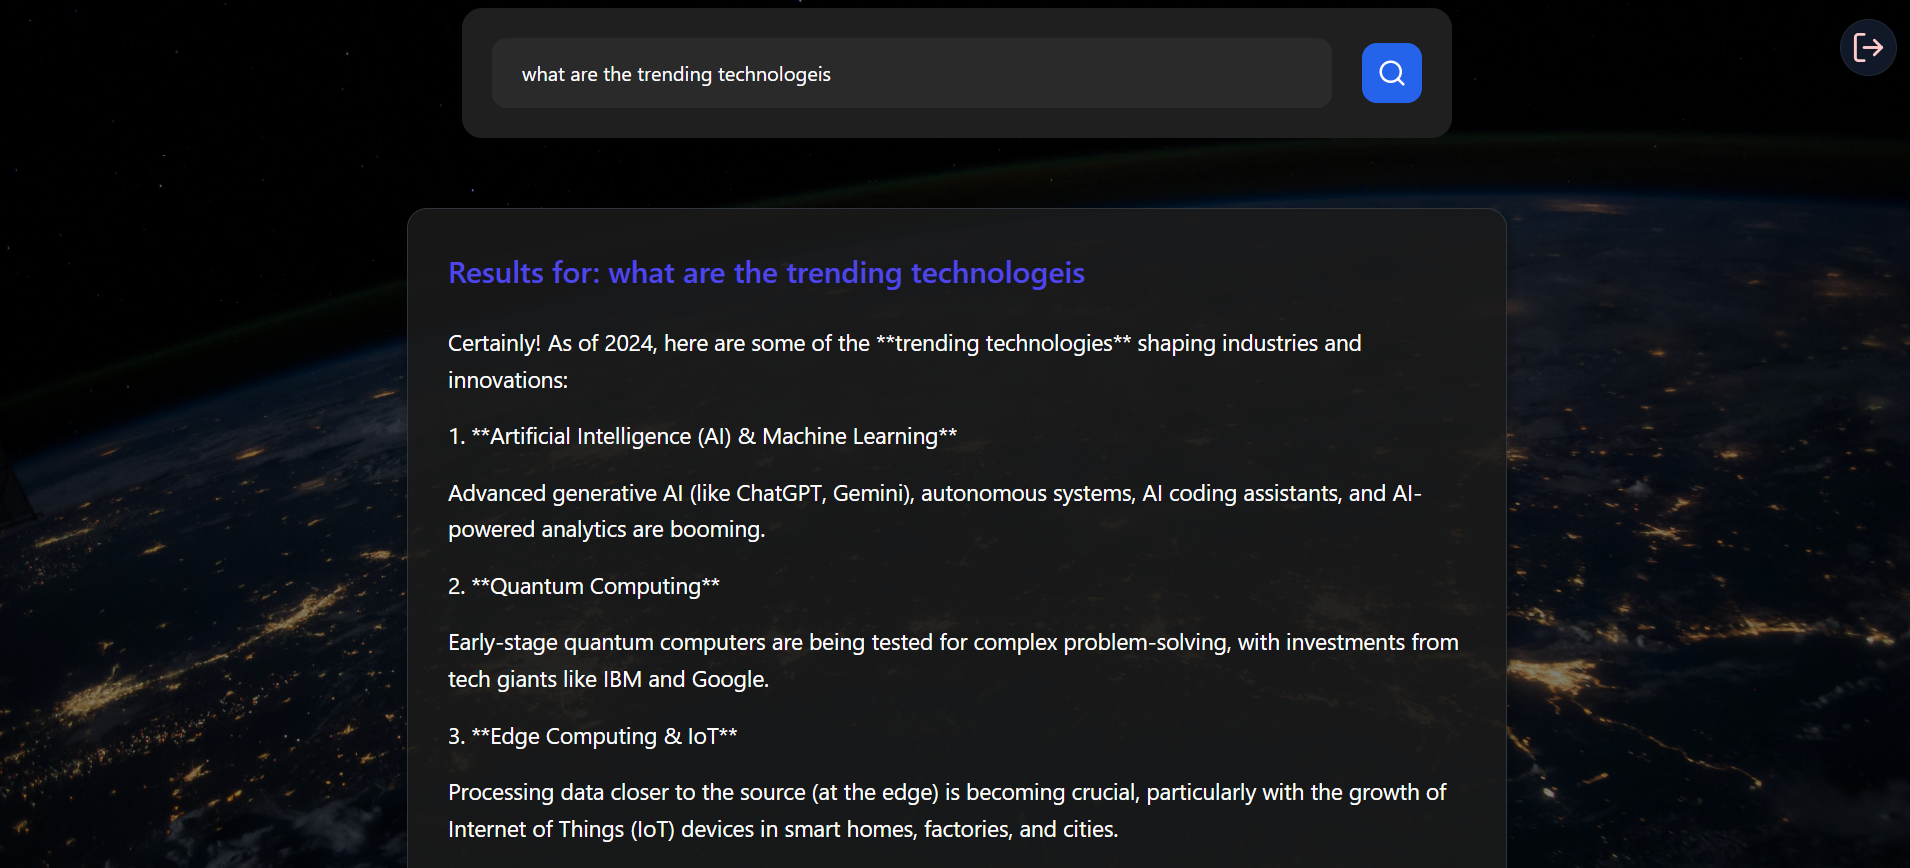 what are the trending technologeis
Results for: what are the trending technologeis
Certainly! As of 2024, here are some of the **trending technologies** shaping industries and
innovations:
1. **Artificial Intelligence (AI) & Machine Learning**
Advanced generative AI (like ChatGPT, Gemini), autonomous systems, AI coding assistants, and AI-
powered analytics are booming.
2. **Quantum Computing**
Early-stage quantum computers are being tested for complex problem-solving, with investments from
tech giants like IBM and Google.
3. **Edge Computing & IoT**
Processing data closer to the source (at the edge) is becoming crucial, particularly with the growth of
Internet of Things (IoT) devices in smart homes, factories, and cities.